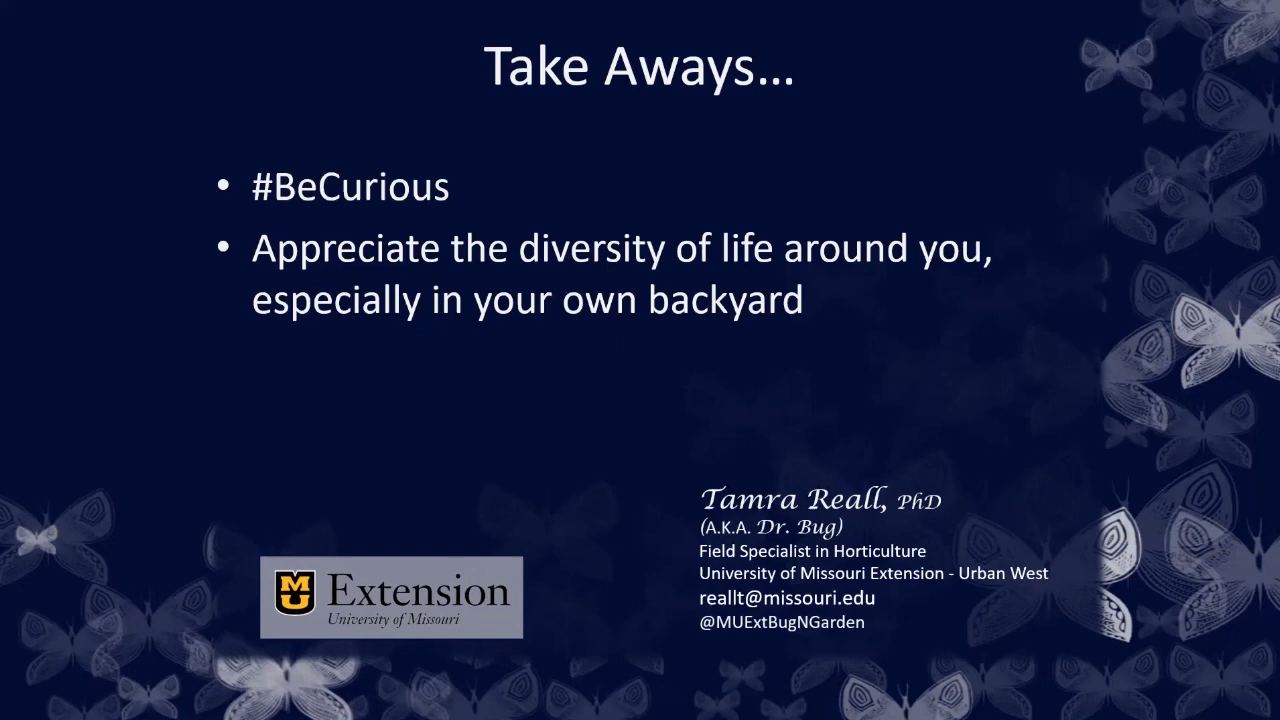 Take Aways...
• #BeCurious
• Appreciate the diversity of life around you,
especially in your own backyard
Tamra Reall, PhD
(A.K.A. Dr. Bug)
Field Specialist in Horticulture
University of Missouri Extension - Urban West
reallt@missouri.edu
@MUExtBugNGarden
MU Extension
University of Missouri